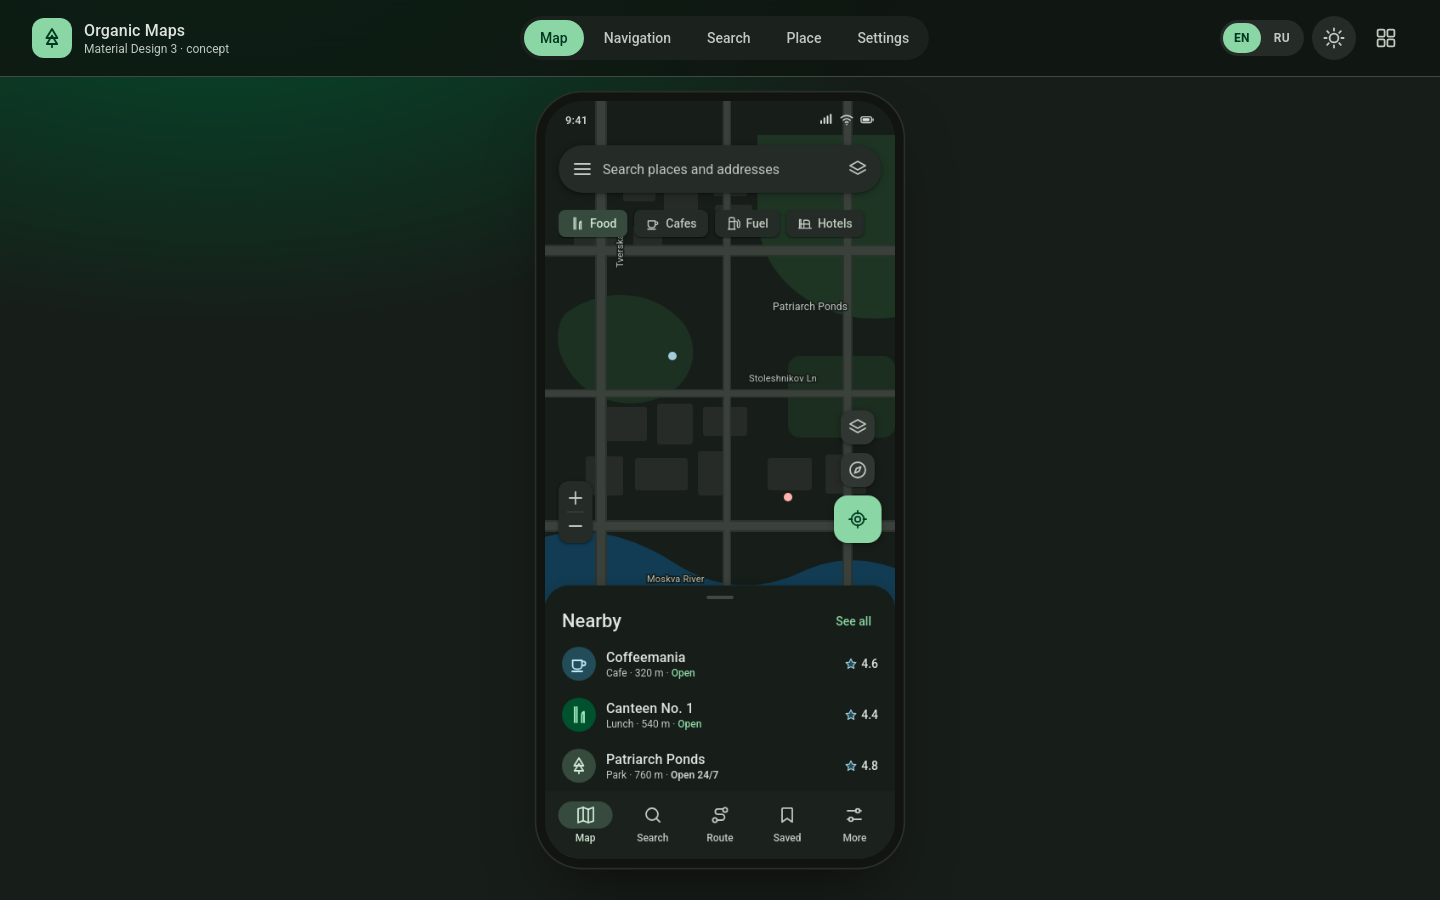 Organic Maps
Material Design 3 · concept
Map
Navigation
Search
Place
Settings
EN
RU
9:41
Search places and addresses
Food
Cafes
Fuel
Hotels
Patriarch Ponds
Stoleshnikov Ln
Moskva River
Nearby
See all
Coffeemania
Cafe · 320 m · Open
4.6
Canteen No. 1
Lunch · 540 m · Open
4.4
Patriarch Ponds
Park · 760 m · Open 24/7
4.8
Map
Search
Route
Saved
More